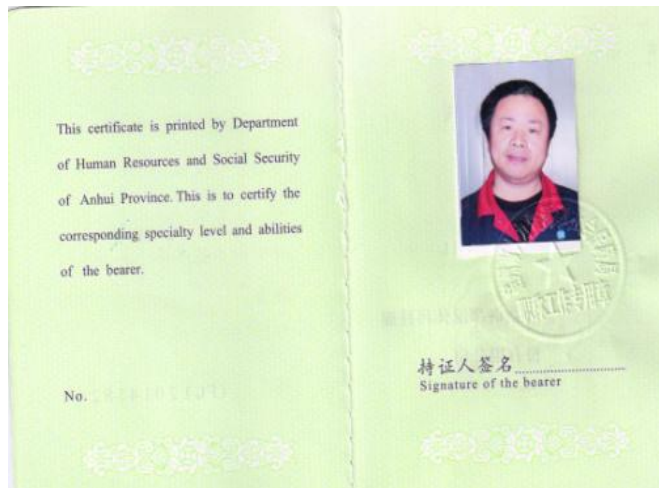 This certificate is printed by Department
of Human Resources and Social Security
of Anhui Province. This is to certify the
corresponding specialty level and abilities
of the bearer.
No.
持证人签名
Signature of the bearer